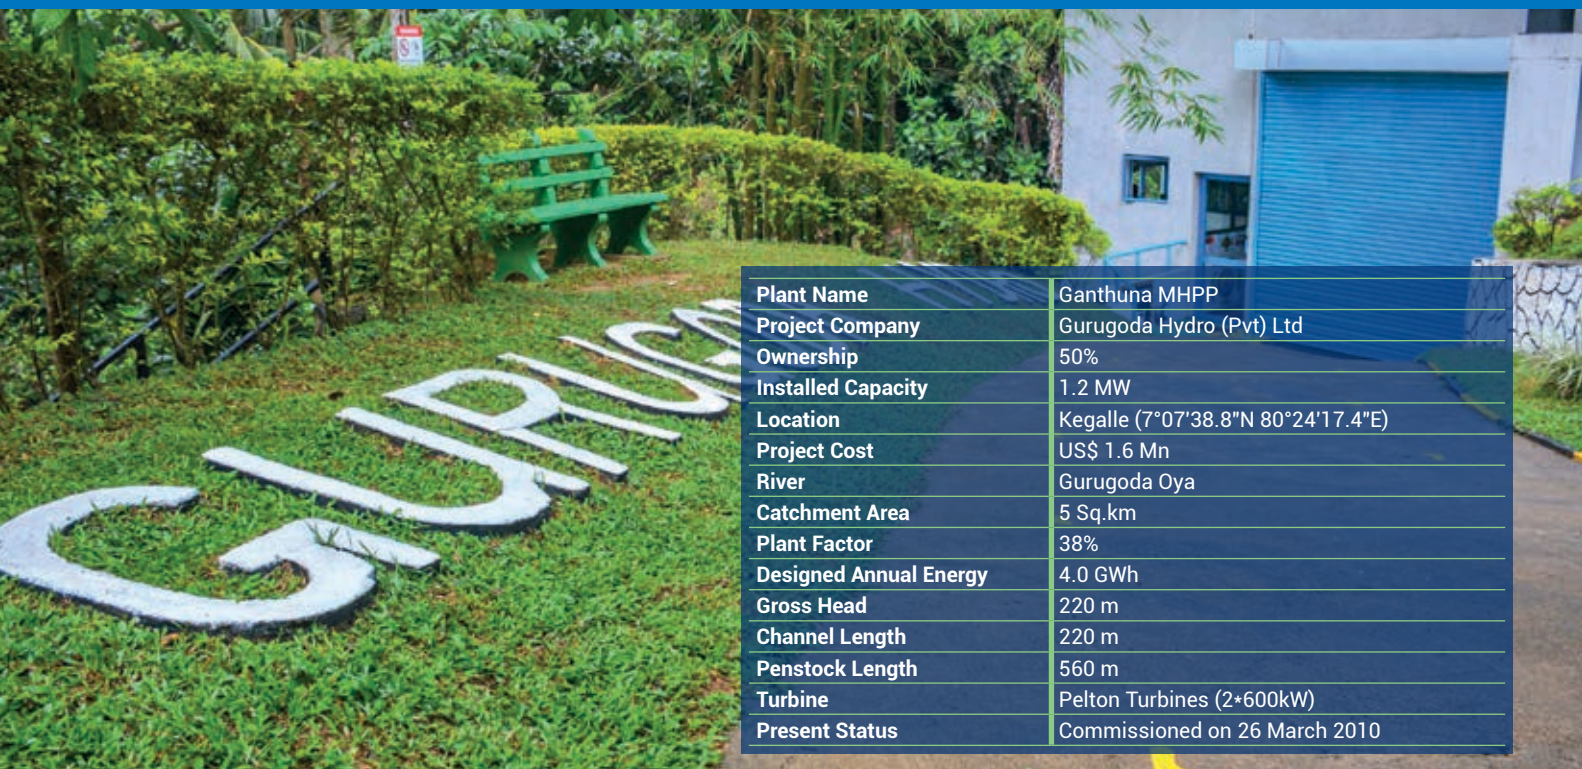 GURUGO
Plant Name Ganthuna MHPP
Project Company Gurugoda Hydro (Pvt) Ltd
Ownership 50%
Installed Capacity 1.2 MW
Location Kegalle (7°07'38.8"N 80°24'17.4"E)
Project Cost US$ 1.6 Mn
River Gurugoda Oya
Catchment Area 5 Sq.km
Plant Factor 38%
Designed Annual Energy 4.0 GWh
Gross Head 220 m
Channel Length 220 m
Penstock Length 560 m
Turbine Pelton Turbines (2*600kW)
Present Status Commissioned on 26 March 2010